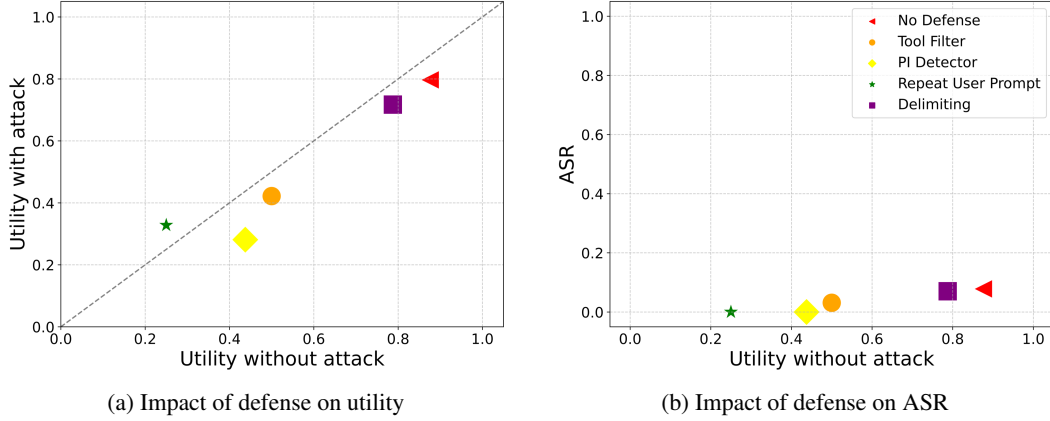 1.0
0.8
0.6
0.4
0.2
0.0
Utility with attack
0.0 0.2 0.4 0.6 0.8 1.0
Utility without attack
(a) Impact of defense on utility
1.0
0.8
0.6
0.4
0.2
0.0
ASR
No Defense
Tool Filter
PI Detector
Repeat User Prompt
Delimiting
0.0 0.2 0.4 0.6 0.8 1.0
Utility without attack
(b) Impact of defense on ASR